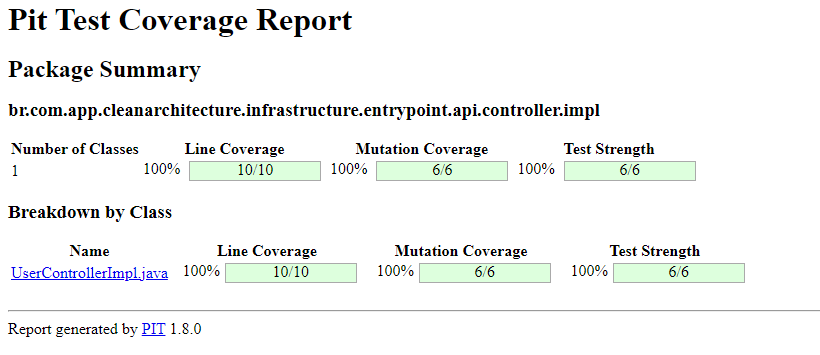 Pit Test Coverage Report
Package Summary
br.com.app.cleanarchitecture.infrastructure.entrypoint.api.controller.impl
Number of Classes Line Coverage Mutation Coverage Test Strength
1 100% 10/10 100% 6/6 100% 6/6
Breakdown by Class
Name Line Coverage Mutation Coverage Test Strength
UserControllerImpl.java 100% 10/10 100% 6/6 100% 6/6
Report generated by PIT 1.8.0